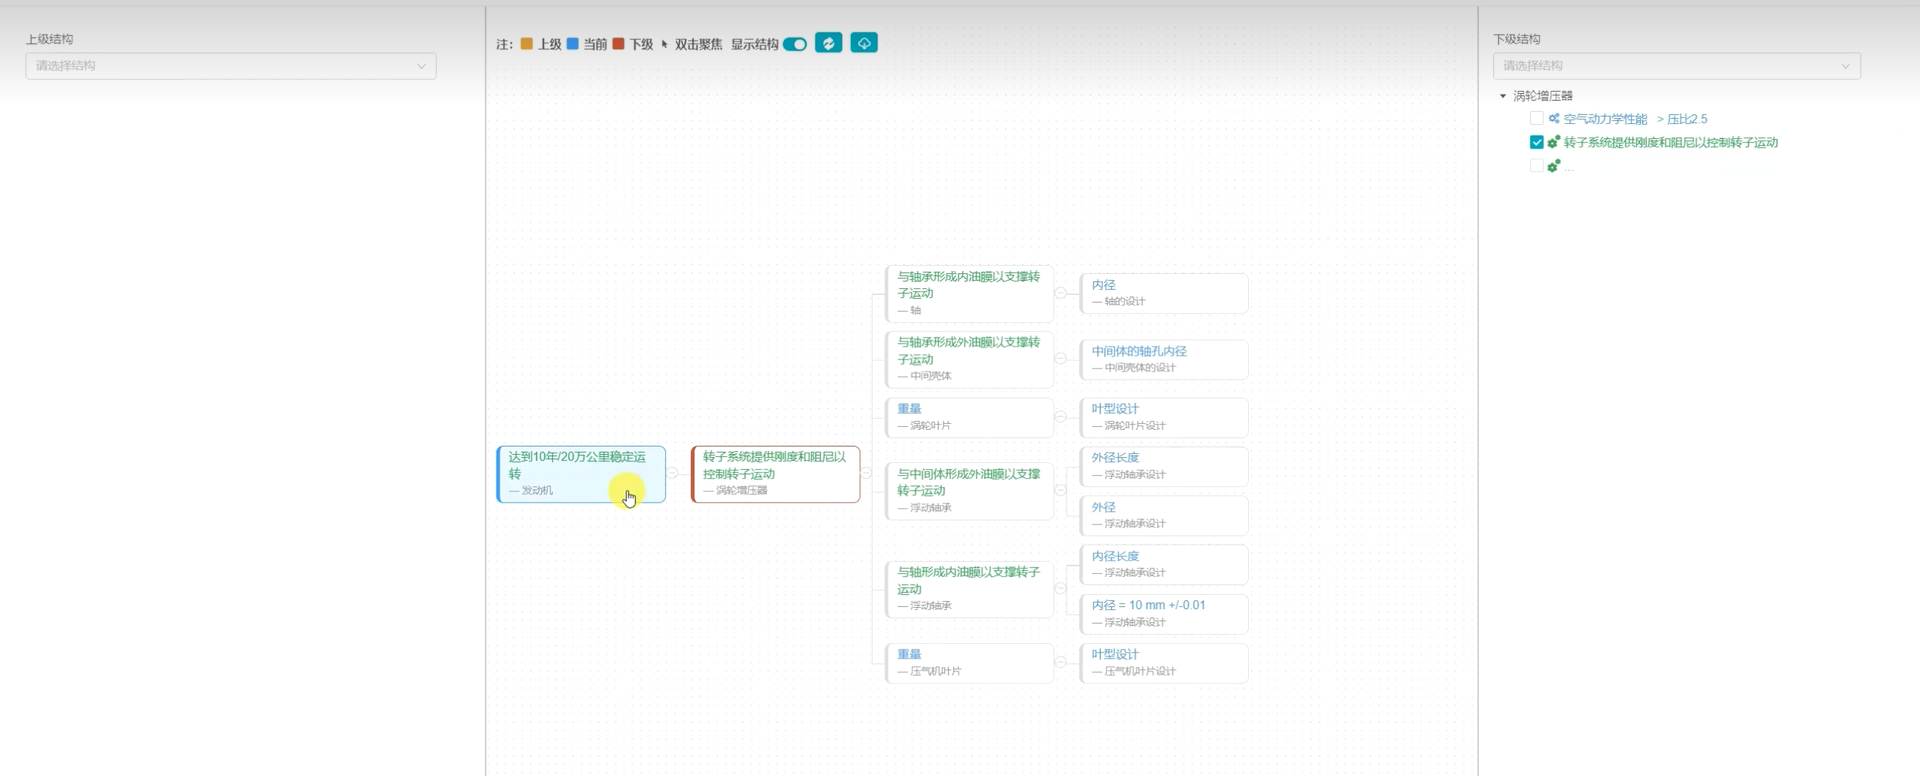 上级结构
请选择结构
注: 上级 当前 下级 双击聚焦 显示结构
下级结构
请选择结构
涡轮增压器
空气动力学性能 > 压比2.5
转子系统提供刚度和阻尼以控制转子运动
...
达到10年/20万公里稳定运
转
— 发动机
转子系统提供刚度和阻尼以
控制转子运动
— 涡轮增压器
与轴承形成内油膜以支撑转
子运动
— 轴
内径
— 轴的设计
与轴承形成外油膜以支撑转
子运动
— 中间壳体
中间体的轴孔内径
— 中间壳体的设计
重量
— 涡轮叶片
叶型设计
— 涡轮叶片设计
与中间体形成外油膜以支撑
转子运动
— 浮动轴承
外径长度
— 浮动轴承设计
外径
— 浮动轴承设计
与轴形成内油膜以支撑转子
运动
— 浮动轴承
内径长度
— 浮动轴承设计
内径 = 10 mm +/-0.01
— 浮动轴承设计
重量
— 压气机叶片
叶型设计
— 压气机叶片设计